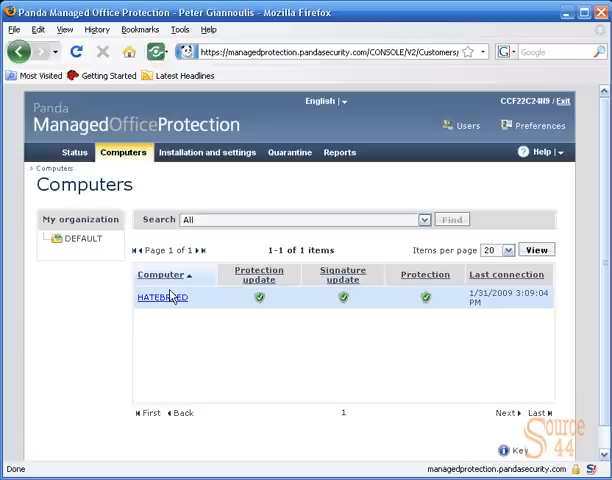 Panda Managed Office Protection - Peter Giannoulis - Mozilla Firefox
File Edit View History Bookmarks Tools Help
https://managedprotection.pandasecurity.com/CONSOLE/V2/Customers
Google
Most Visited Getting Started Latest Headlines
English | CCF22C24N9 / Exit
Panda
ManagedOfficeProtection
Users Preferences
Status Computers Installation and settings Quarantine Reports Help |
› Computers
Computers
My organization
DEFAULT
Search All Find
Page 1 of 1 1-1 of 1 items Items per page 20 View
Computer Protection update Signature update Protection Last connection
HATEBREED 1/31/2009 3:09:04 PM
First Back 1 Next Last
Source
44
Key
Done managedprotection.pandasecurity.com